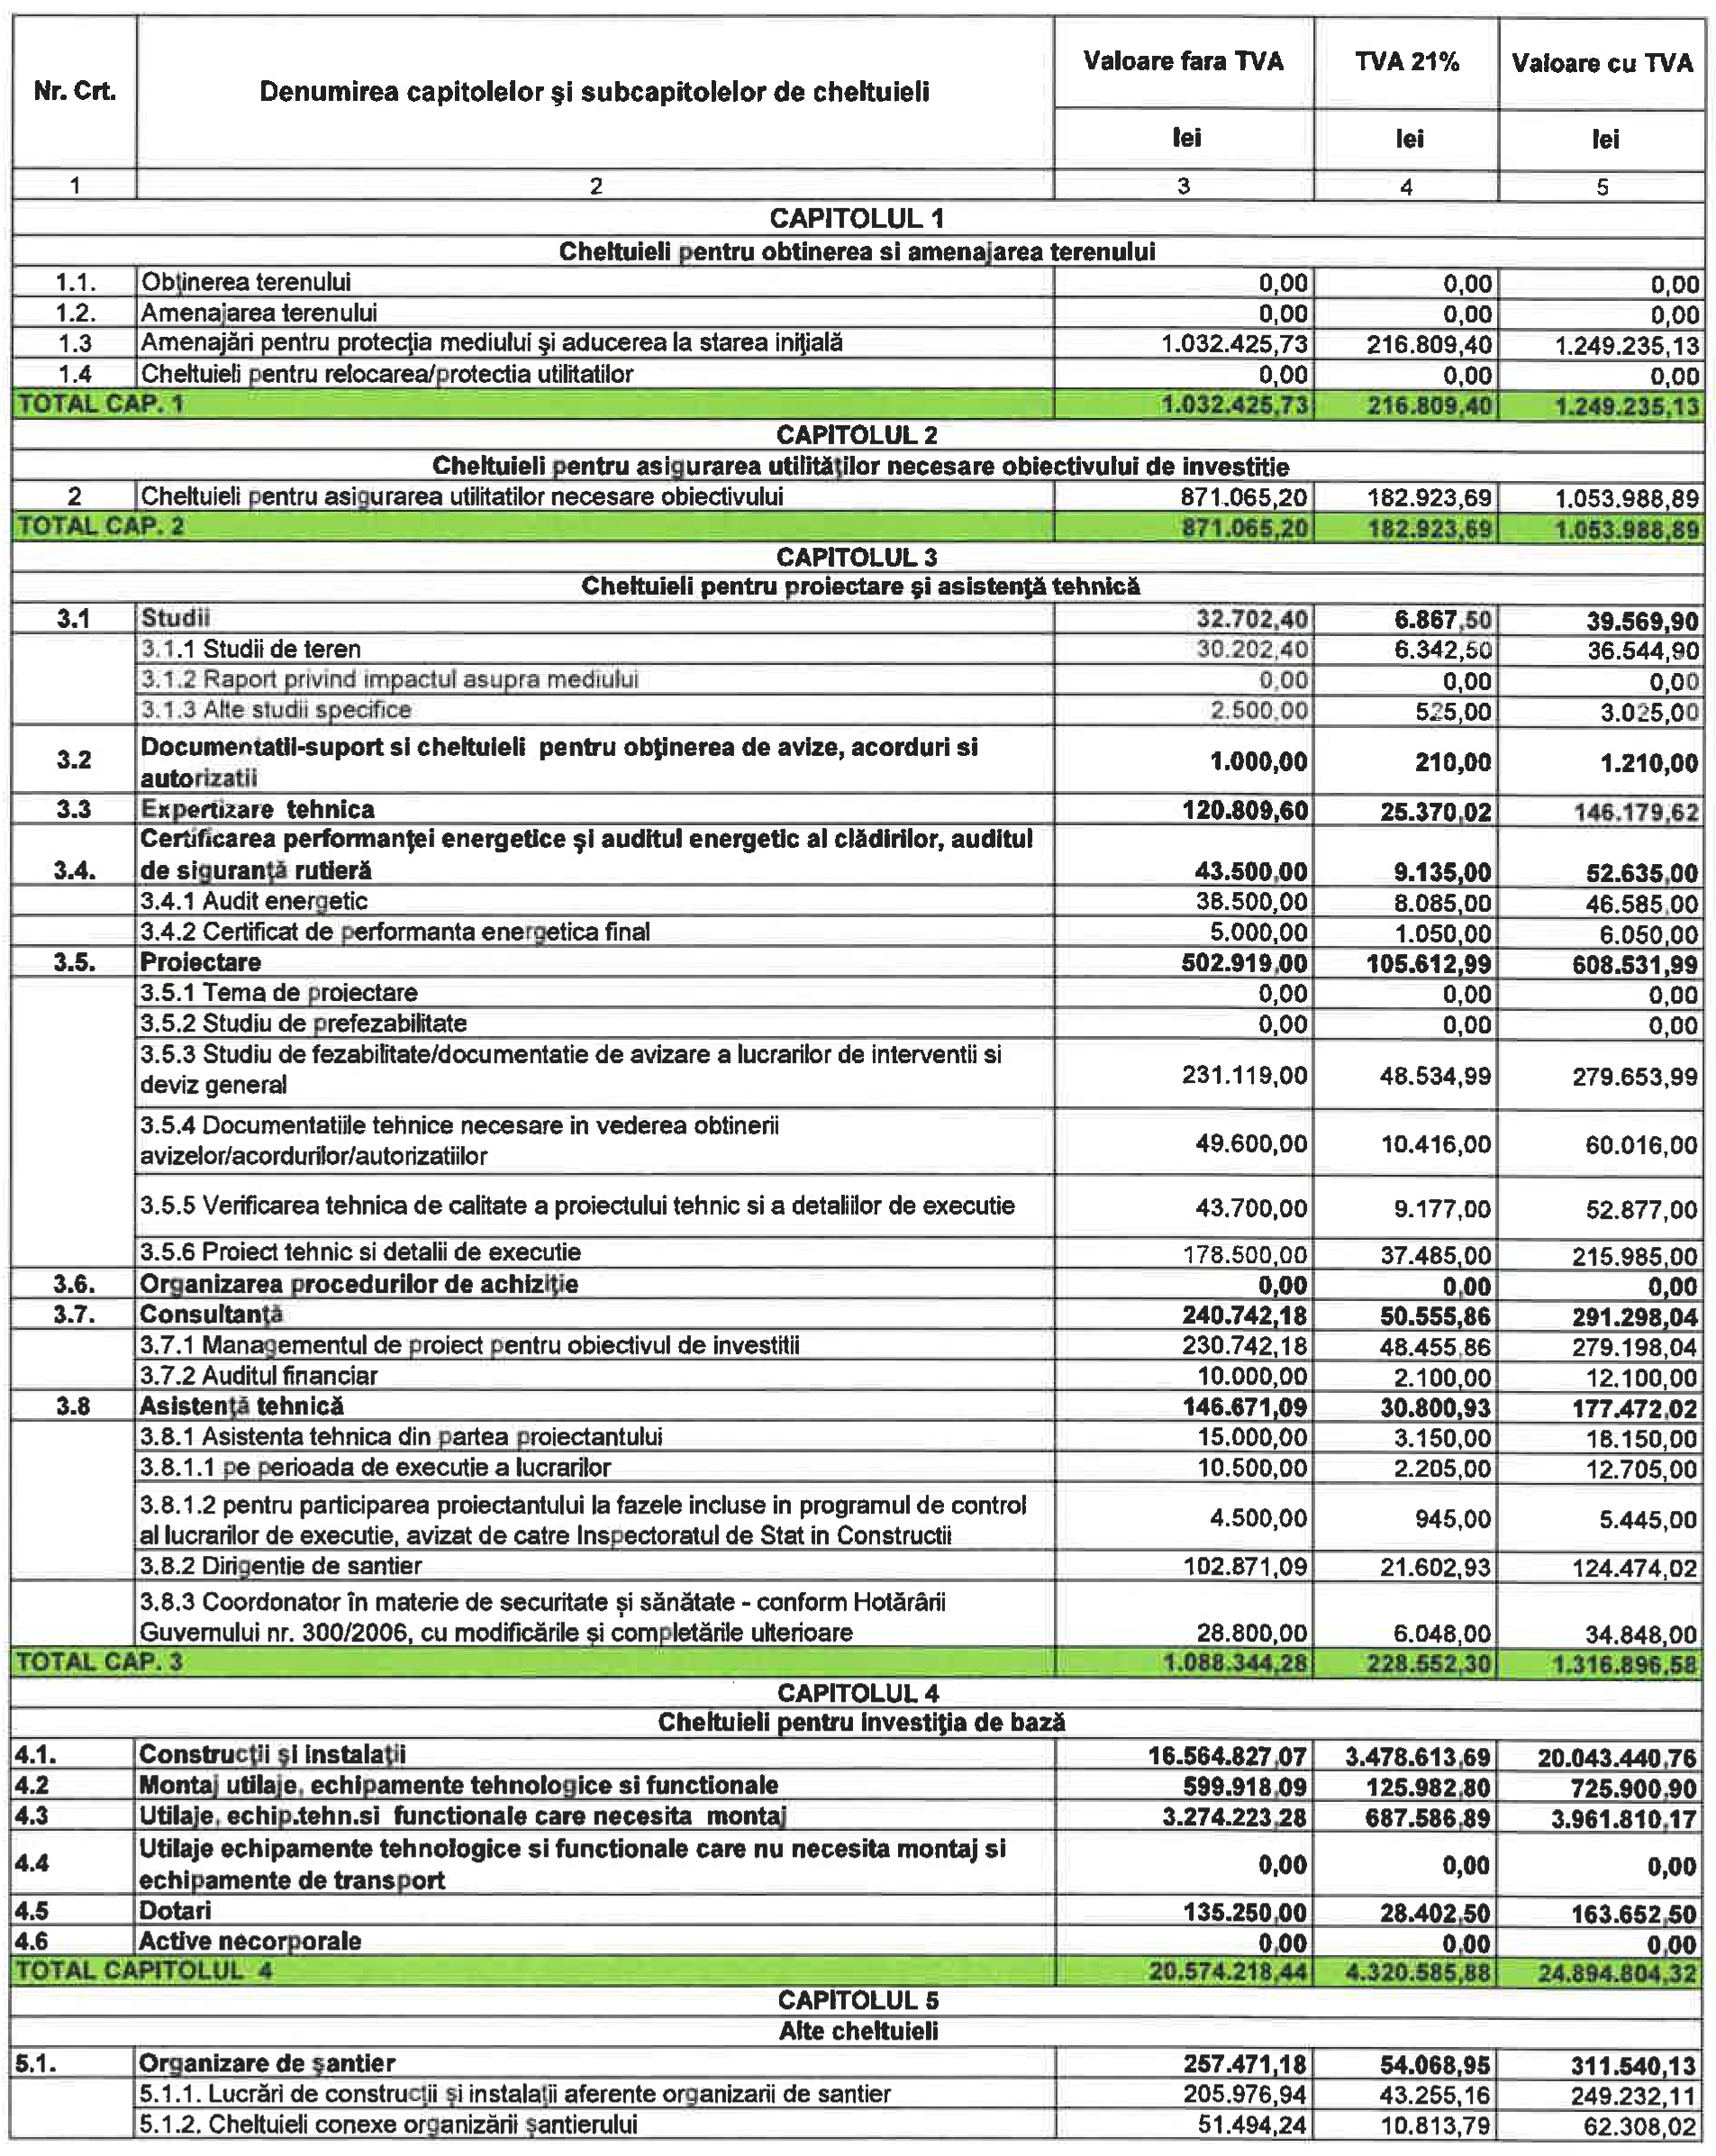 Nr. Crt. Denumirea capitolelor şi subcapitolelor de cheltuieli Valoare fara TVA TVA 21% Valoare cu TVA
lei lei lei
1 2 3 4 5
CAPITOLUL 1
Cheltuieli pentru obtinerea si amenajarea terenului
1.1. Obţinerea terenului 0,00 0,00 0,00
1.2. Amenajarea terenului 0,00 0,00 0,00
1.3 Amenajări pentru protecţia mediului şi aducerea la starea iniţială 1.032.425,73 216.809,40 1.249.235,13
1.4 Cheltuieli pentru relocarea/protectia utilitatilor 0,00 0,00 0,00
TOTAL CAP. 1 1.032.425,73 216.809,40 1.249.235,13
CAPITOLUL 2
Cheltuieli pentru asigurarea utilităţilor necesare obiectivului de investitie
2 Cheltuieli pentru asigurarea utilitatilor necesare obiectivului 871.065,20 182.923,69 1.053.988,89
TOTAL CAP. 2 871.065,20 182.923,69 1.053.988,89
CAPITOLUL 3
Cheltuieli pentru proiectare şi asistenţă tehnică
3.1 Studii 32.702,40 6.867,50 39.569,90
3.1.1 Studii de teren 30.202,40 6.342,50 36.544,90
3.1.2 Raport privind impactul asupra mediului 0,00 0,00 0,00
3.1.3 Alte studii specifice 2.500,00 525,00 3.025,00
3.2 Documentatii-suport si cheltuieli pentru obţinerea de avize, acorduri si
autorizatii 1.000,00 210,00 1.210,00
3.3 Expertizare tehnica 120.809,60 25.370,02 146.179,62
Certificarea performanţei energetice şi auditul energetic al clădirilor, auditul
3.4. de siguranţă rutieră 43.500,00 9.135,00 52.635,00
3.4.1 Audit energetic 38.500,00 8.085,00 46.585,00
3.4.2 Certificat de performanta energetica final 5.000,00 1.050,00 6.050,00
3.5. Proiectare 502.919,00 105.612,99 608.531,99
3.5.1 Tema de proiectare 0,00 0,00 0,00
3.5.2 Studiu de prefezabilitate 0,00 0,00 0,00
3.5.3 Studiu de fezabilitate/documentatie de avizare a lucrarilor de interventii si
deviz general 231.119,00 48.534,99 279.653,99
3.5.4 Documentatiile tehnice necesare in vederea obtinerii
avizelor/acordurilor/autorizatiilor 49.600,00 10.416,00 60.016,00
3.5.5 Verificarea tehnica de calitate a proiectului tehnic si a detaliilor de executie 43.700,00 9.177,00 52.877,00
3.5.6 Proiect tehnic si detalii de executie 178.500,00 37.485,00 215.985,00
3.6. Organizarea procedurilor de achiziţie 0,00 0,00 0,00
3.7. Consultanţă 240.742,18 50.555,86 291.298,04
3.7.1 Managementul de proiect pentru obiectivul de investitii 230.742,18 48.455,86 279.198,04
3.7.2 Auditul financiar 10.000,00 2.100,00 12.100,00
3.8 Asistenţă tehnică 146.671,09 30.800,93 177.472,02
3.8.1 Asistenta tehnica din partea proiectantului 15.000,00 3.150,00 18.150,00
3.8.1.1 pe perioada de executie a lucrarilor 10.500,00 2.205,00 12.705,00
3.8.1.2 pentru participarea proiectantului la fazele incluse in programul de control
al lucrarilor de executie, avizat de catre Inspectoratul de Stat in Constructii 4.500,00 945,00 5.445,00
3.8.2 Dirigentie de santier 102.871,09 21.602,93 124.474,02
3.8.3 Coordonator în materie de securitate și sănătate - conform Hotărârii
Guvernului nr. 300/2006, cu modificările și completările ulterioare 28.800,00 6.048,00 34.848,00
TOTAL CAP. 3 1.088.344,28 228.552,30 1.316.896,58
CAPITOLUL 4
Cheltuieli pentru investiţia de bază
4.1. Construcţii şi instalaţii 16.564.827,07 3.478.613,69 20.043.440,76
4.2 Montaj utilaje, echipamente tehnologice si functionale 599.918,09 125.982,80 725.900,90
4.3 Utilaje, echip.tehn.si functionale care necesita montaj 3.274.223,28 687.586,89 3.961.810,17
4.4 Utilaje echipamente tehnologice si functionale care nu necesita montaj si
echipamente de transport 0,00 0,00 0,00
4.5 Dotari 135.250,00 28.402,50 163.652,50
4.6 Active necorporale 0,00 0,00 0,00
TOTAL CAPITOLUL 4 20.574.218,44 4.320.585,88 24.894.804,32
CAPITOLUL 5
Alte cheltuieli
5.1. Organizare de şantier 257.471,18 54.068,95 311.540,13
5.1.1. Lucrări de construcţii şi instalaţii aferente organizarii de santier 205.976,94 43.255,16 249.232,11
5.1.2. Cheltuieli conexe organizării şantierului 51.494,24 10.813,79 62.308,02